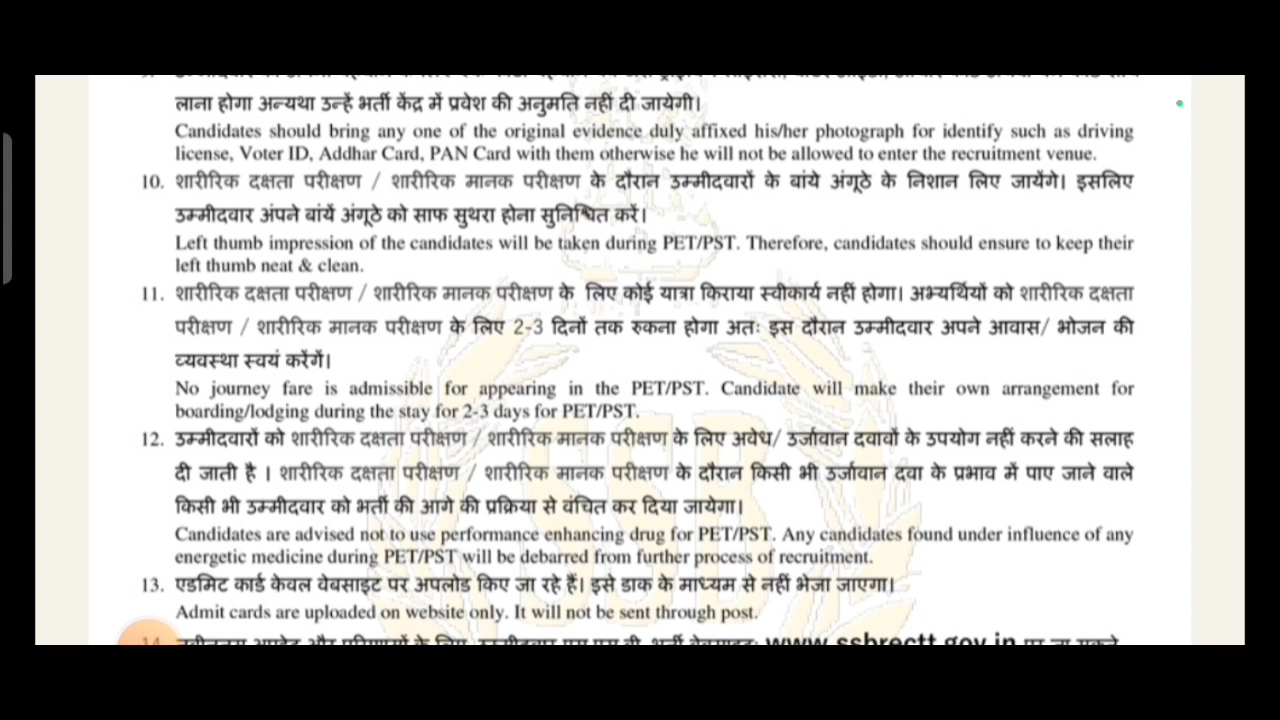 लाना होगा अन्यथा उन्हें भर्ती केंद्र में प्रवेश की अनुमति नहीं दी जायेगी।
Candidates should bring any one of the original evidence duly affixed his/her photograph for identify such as driving
license, Voter ID, Addhar Card, PAN Card with them otherwise he will not be allowed to enter the recruitment venue.
10. शारीरिक दक्षता परीक्षण / शारीरिक मानक परीक्षण के दौरान उम्मीदवारों के बांये अंगूठे के निशान लिए जायेंगे। इसलिए
उम्मीदवार अपने बांयें अंगूठे को साफ सुथरा होना सुनिश्चित करें।
Left thumb impression of the candidates will be taken during PET/PST. Therefore, candidates should ensure to keep their
left thumb neat & clean.
11. शारीरिक दक्षता परीक्षण / शारीरिक मानक परीक्षण के लिए कोई यात्रा किराया स्वीकार्य नहीं होगा। अभ्यर्थियों को शारीरिक दक्षता
परीक्षण / शारीरिक मानक परीक्षण के लिए 2-3 दिनों तक रुकना होगा अतः इस दौरान उम्मीदवार अपने आवास/ भोजन की
व्यवस्था स्वयं करेंगें।
No journey fare is admissible for appearing in the PET/PST. Candidate will make their own arrangement for
boarding/lodging during the stay for 2-3 days for PET/PST.
12. उम्मीदवारों को शारीरिक दक्षता परीक्षण / शारीरिक मानक परीक्षण के लिए अवेध/ उर्जावान दवावों के उपयोग नहीं करने की सलाह
दी जाती है । शारीरिक दक्षता परीक्षण / शारीरिक मानक परीक्षण के दौरान किसी भी उर्जावान दवा के प्रभाव में पाए जाने वाले
किसी भी उम्मीदवार को भर्ती की आगे की प्रक्रिया से वंचित कर दिया जायेगा।
Candidates are advised not to use performance enhancing drug for PET/PST. Any candidates found under influence of any
energetic medicine during PET/PST will be debarred from further process of recruitment.
13. एडमिट कार्ड केवल वेबसाइट पर अपलोड किए जा रहे हैं। इसे डाक के माध्यम से नहीं भेजा जाएगा।
Admit cards are uploaded on website only. It will not be sent through post.
14. www.ssbrectt.gov.in
SSB